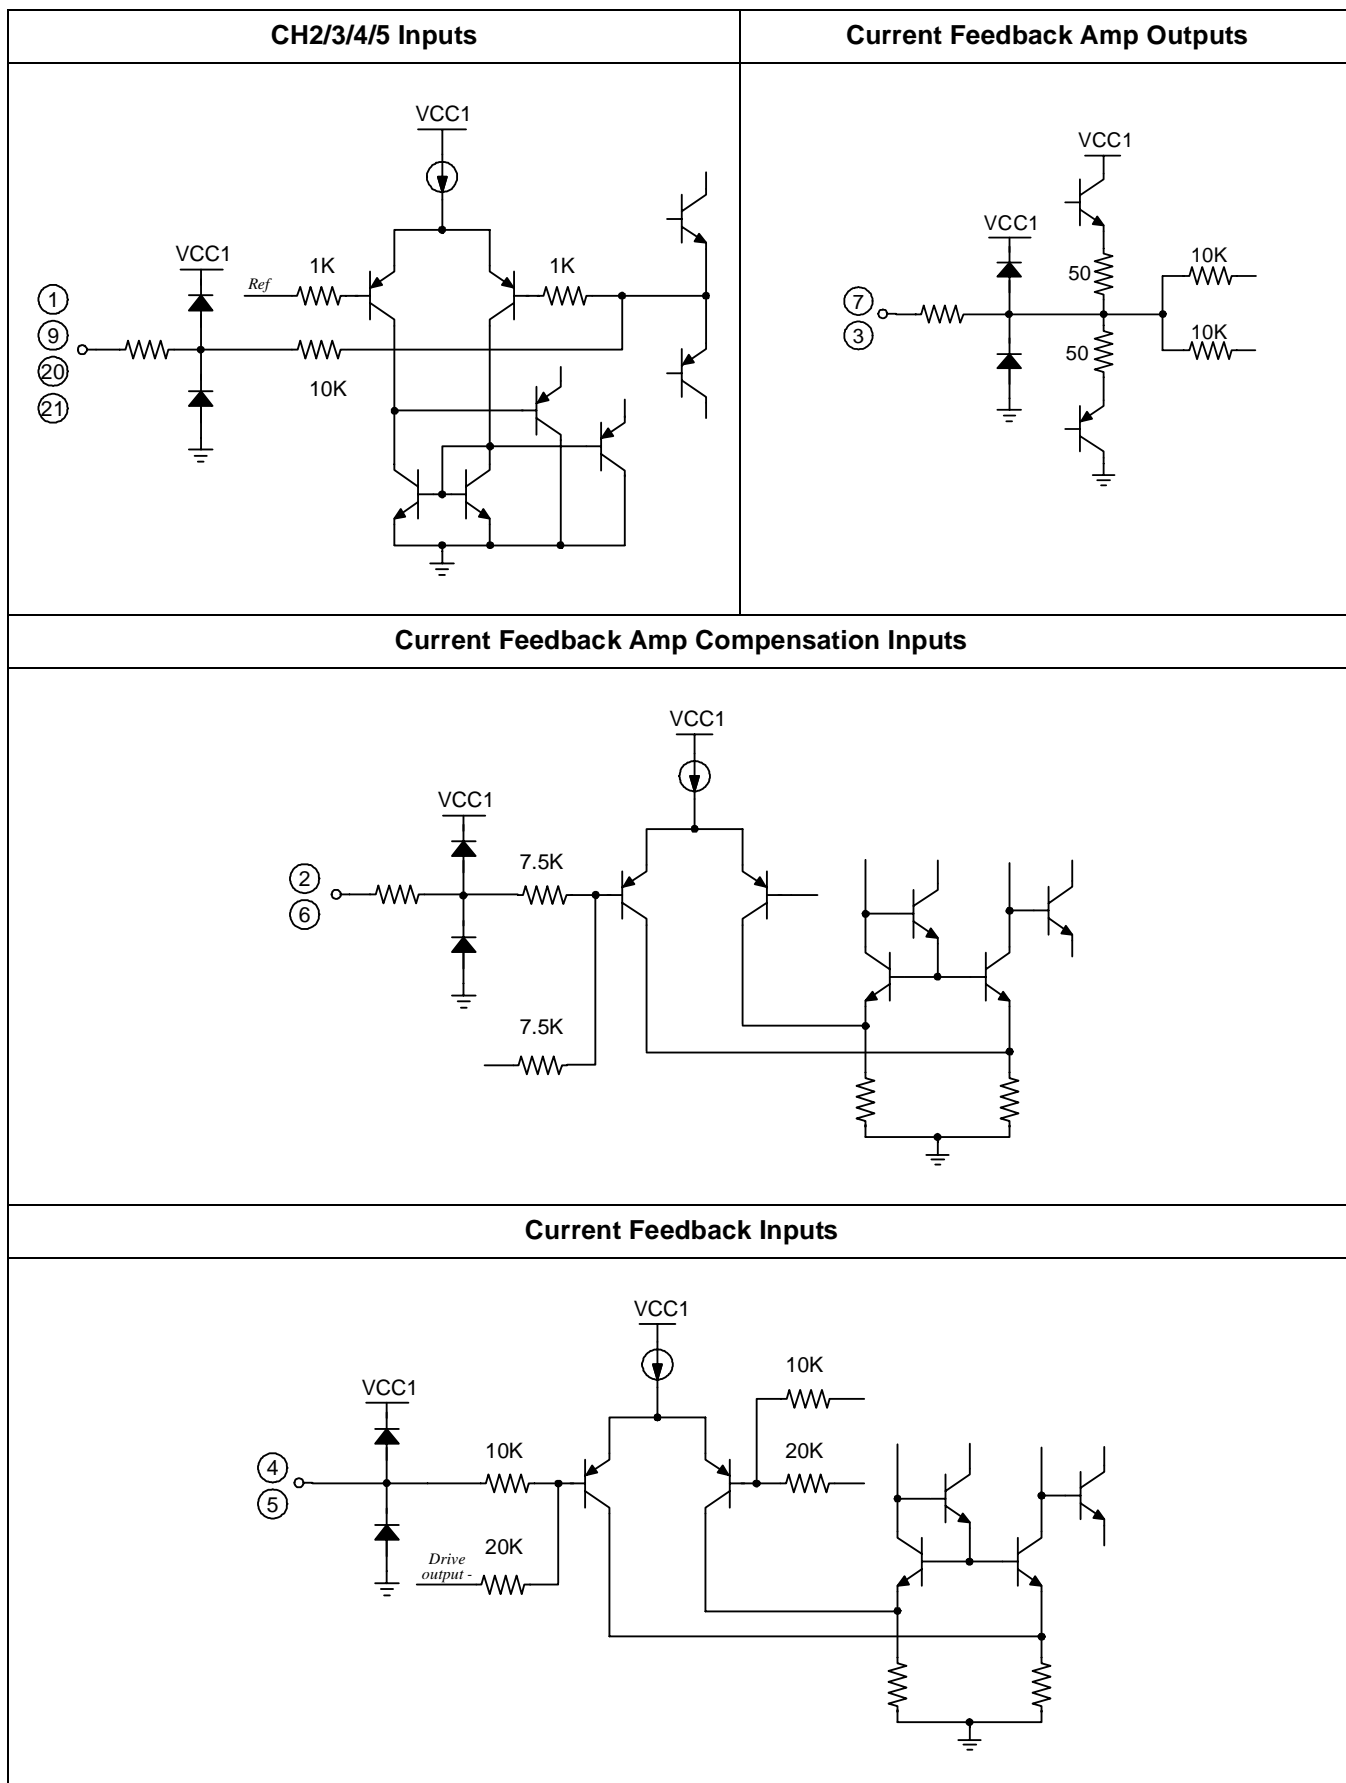 CH2/3/4/5 Inputs
Current Feedback Amp Outputs
VCC1
VCC1
1K
Ref
1K
10K
1
9
20
21
VCC1
VCC1
50
50
10K
10K
7
3
Current Feedback Amp Compensation Inputs
VCC1
VCC1
7.5K
2
6
7.5K
Current Feedback Inputs
VCC1
10K
VCC1
10K
20K
4
5
20K
Drive
output -